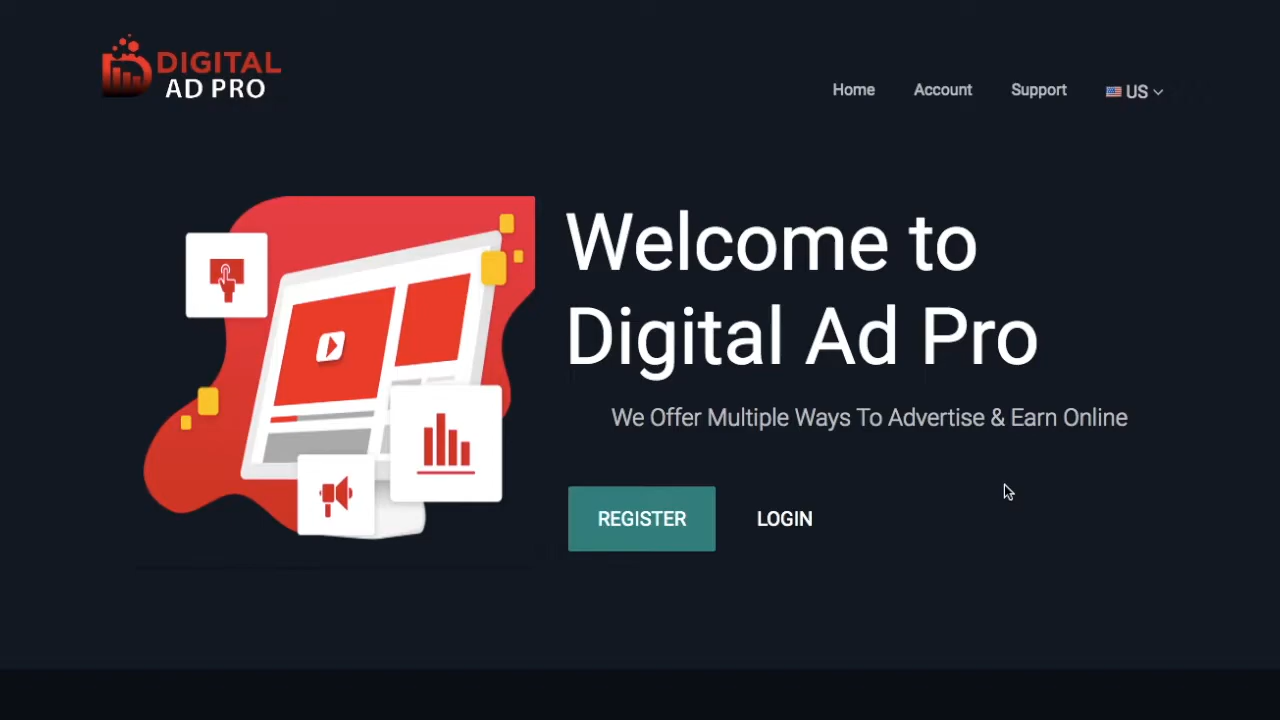 DIGITAL
AD PRO
Home
Account
Support
US
Welcome to
Digital Ad Pro
We Offer Multiple Ways To Advertise & Earn Online
REGISTER
LOGIN